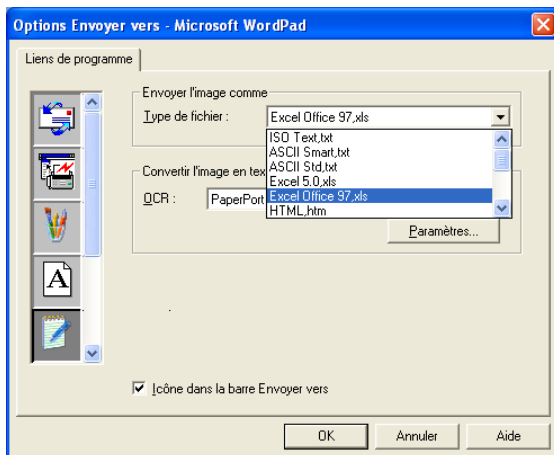 Options Envoyer vers - Microsoft WordPad
Liens de programme
Envoyer l'image comme
Type de fichier :
Excel Office 97,xls
ISO Text,txt
ASCII Smart,txt
ASCII Std,txt
Excel 5.0,xls
Excel Office 97,xls
HTML,htm
Convertir l'image en tex
OCR :
PaperPort
Paramètres...
A
Icône dans la barre Envoyer vers
OK
Annuler
Aide